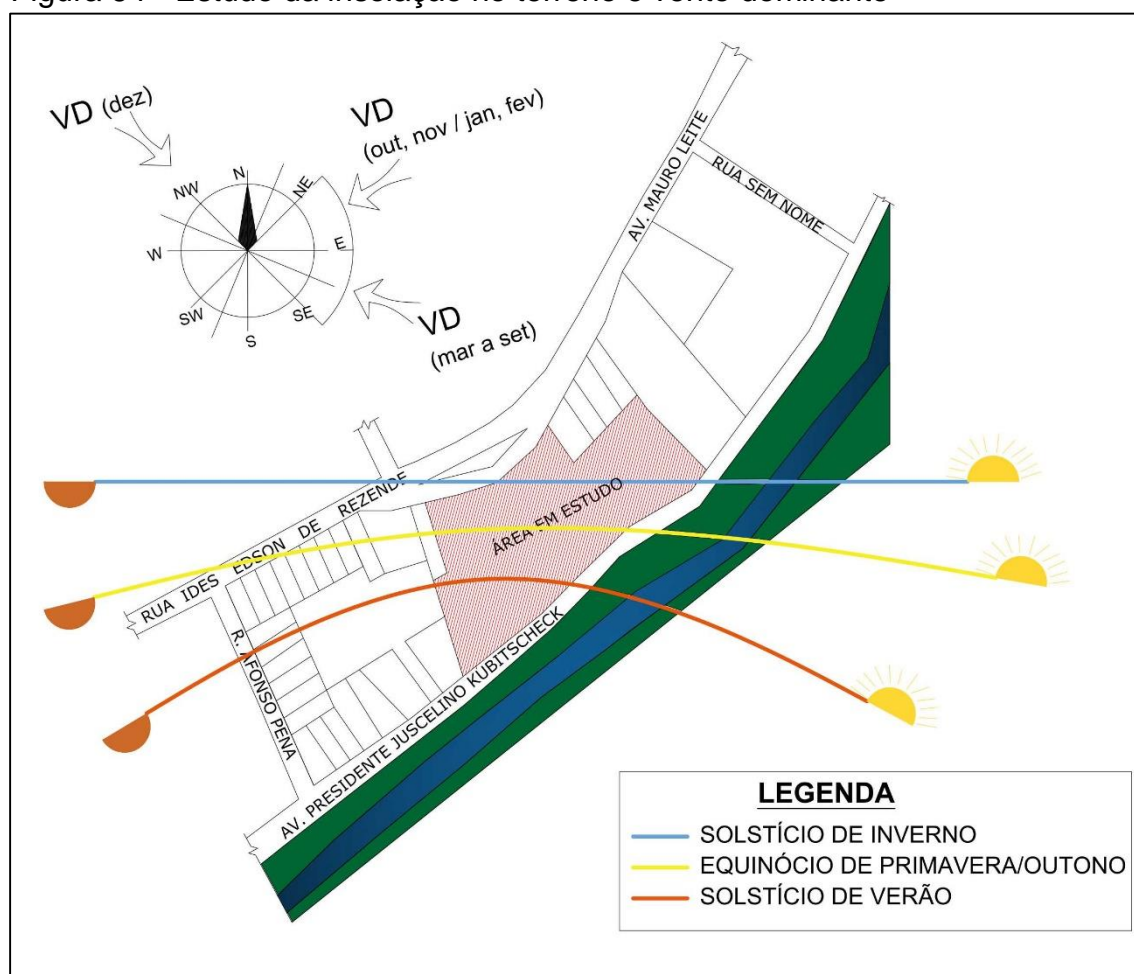 VD (dez)
VD
(out, nov / jan, fev)
N
NW
NE
W
E
SW
SE
S
VD
(mar a set)
AV. MAURO LEITE
RUA SEM NOME
ÁREA EM ESTUDO
RUA IDES EDSON DE REZENDE
R. AFONSO PENA
AV. PRESIDENTE JUSCELINO KUBITSCHECK
LEGENDA
SOLSTÍCIO DE INVERNO
EQUINÓCIO DE PRIMAVERA/OUTONO
SOLSTÍCIO DE VERÃO